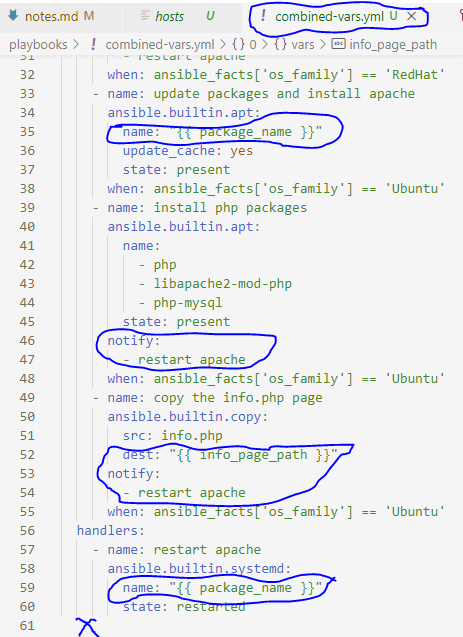 notes.md M hosts U ! combined-vars.yml U ×
playbooks > ! combined-vars.yml > {} 0 > {} vars > abc info_page_path
31 - restart apache
32 when: ansible_facts['os_family'] == 'RedHat'
33 - name: update packages and install apache
34 ansible.builtin.apt:
35 name: "{{ package_name }}"
36 update_cache: yes
37 state: present
38 when: ansible_facts['os_family'] == 'Ubuntu'
39 - name: install php packages
40 ansible.builtin.apt:
41 name:
42 - php
43 - libapache2-mod-php
44 - php-mysql
45 state: present
46 notify:
47 - restart apache
48 when: ansible_facts['os_family'] == 'Ubuntu'
49 - name: copy the info.php page
50 ansible.builtin.copy:
51 src: info.php
52 dest: "{{ info_page_path }}"
53 notify:
54 - restart apache
55 when: ansible_facts['os_family'] == 'Ubuntu'
56 handlers:
57 - name: restart apache
58 ansible.builtin.systemd:
59 name: "{{ package_name }}"
60 state: restarted
61